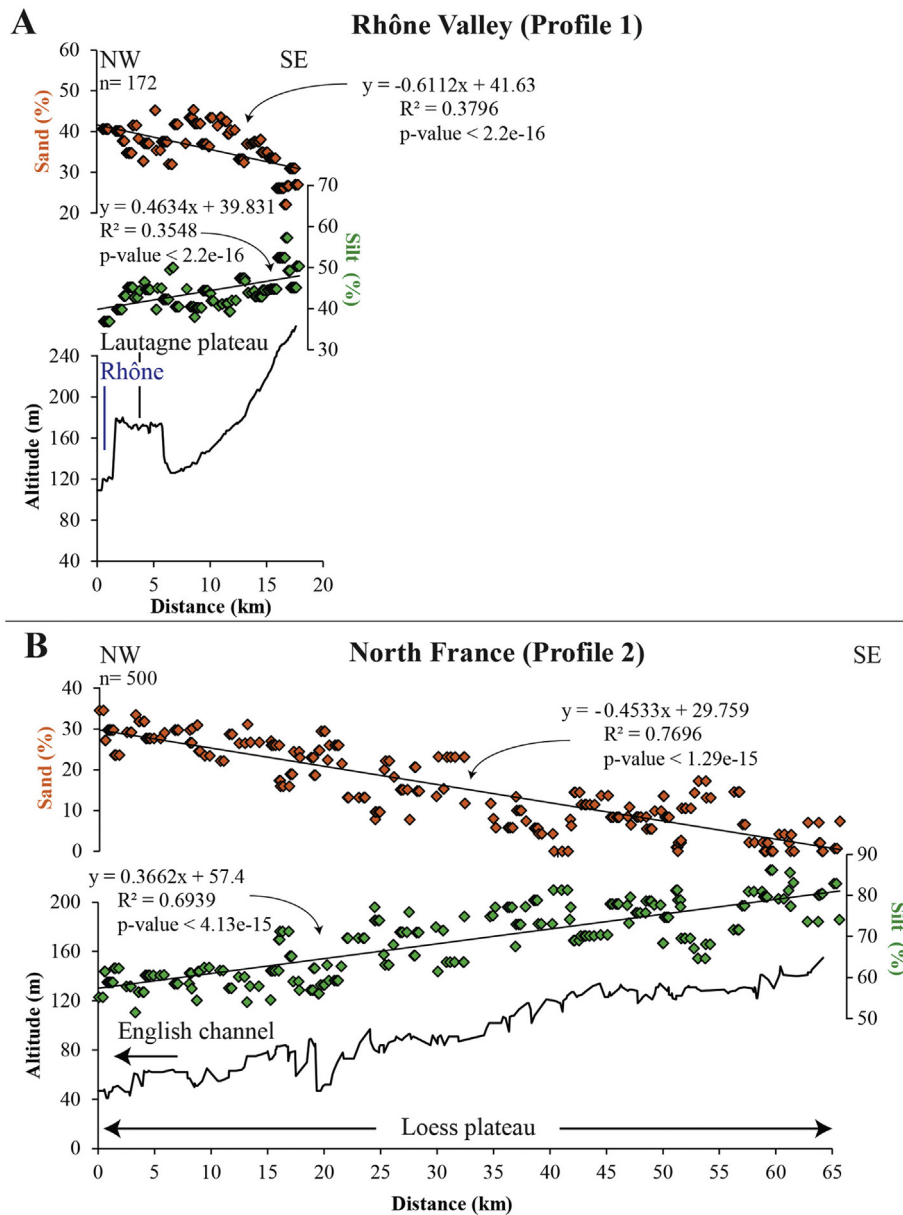 A
Rhône Valley (Profile 1)
NW
SE
n= 172
60
50
40
30
20
Sand (%)
y = -0.6112x + 41.63
R² = 0.3796
p-value < 2.2e-16
y = 0.4634x + 39.831
R² = 0.3548
p-value < 2.2e-16
70
60
50
40
30
Silt (%)
Lautagne plateau
Rhône
240
200
160
120
80
40
Altitude (m)
0 5 10 15 20
Distance (km)
B
North France (Profile 2)
NW
SE
n= 500
40
30
20
10
0
Sand (%)
y = -0.4533x + 29.759
R² = 0.7696
p-value < 1.29e-15
y = 0.3662x + 57.4
R² = 0.6939
p-value < 4.13e-15
90
80
70
60
50
Silt (%)
200
160
120
80
40
0
Altitude (m)
English channel
Loess plateau
0 5 10 15 20 25 30 35 40 45 50 55 60 65
Distance (km)